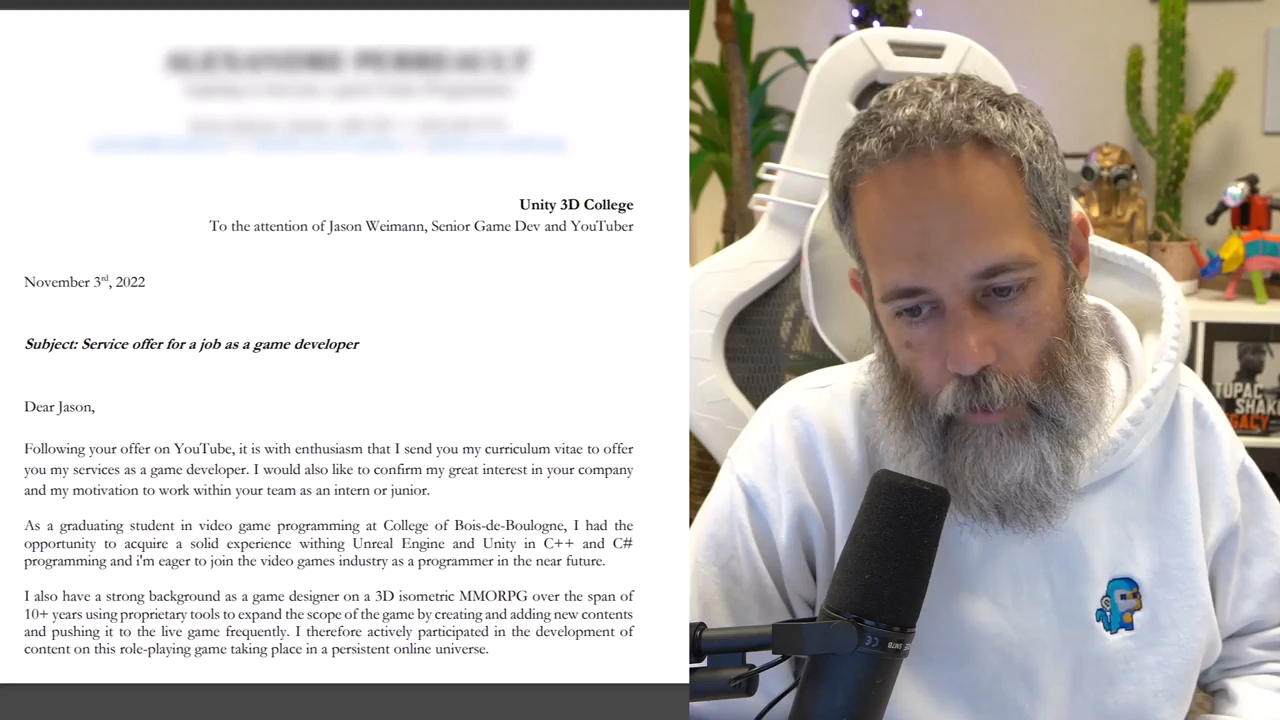 Unity 3D College
To the attention of Jason Weimann, Senior Game Dev and YouTuber
November 3rd, 2022
Subject: Service offer for a job as a game developer
Dear Jason,
Following your offer on YouTube, it is with enthusiasm that I send you my curriculum vitae to offer
you my services as a game developer. I would also like to confirm my great interest in your company
and my motivation to work within your team as an intern or junior.
As a graduating student in video game programming at College of Bois-de-Boulogne, I had the
opportunity to acquire a solid experience withing Unreal Engine and Unity in C++ and C#
programming and i'm eager to join the video games industry as a programmer in the near future.
I also have a strong background as a game designer on a 3D isometric MMORPG over the span of
10+ years using proprietary tools to expand the scope of the game by creating and adding new contents
and pushing it to the live game frequently. I therefore actively participated in the development of
content on this role-playing game taking place in a persistent online universe.
TUPAC
SHAK
LEGACY
SM7B